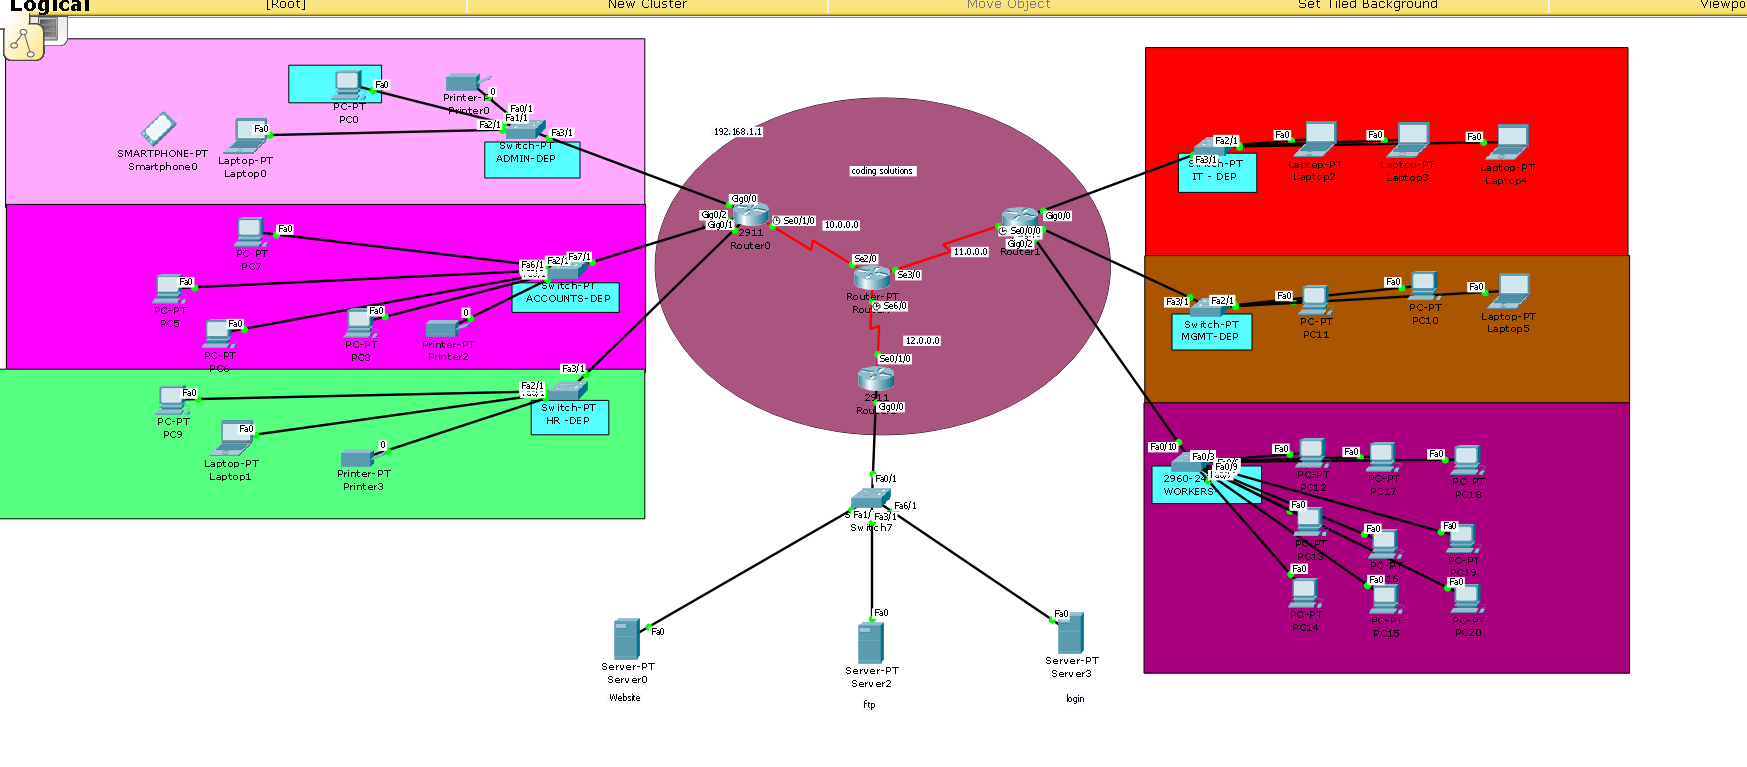 Logical
[Root]
New Cluster
Move Object
Set Tiled Background
Viewpo
PC-PT
PC0
Fa0
Printer-P
Printer0
0
Fa0/1
Fa1/1
Fa2/1
Fa3/1
SMARTPHONE-PT
Smartphone0
Fa0
Laptop-PT
Laptop0
Switch-PT
ADMIN-DEP
PC-PT
PC7
Fa0
PC-PT
PC5
Fa0
PC-PT
PC6
Fa0
PC-PT
PC8
Fa0
Printer-PT
Printer2
0
Fa6/1
Fa2/1
Fa7/1
Switch-PT
ACCOUNTS-DEP
PC-PT
PC9
Fa0
Laptop-PT
Laptop1
Fa0
Printer-PT
Printer3
0
Fa2/1
Fa3/1
Switch-PT
HR -DEP
192.168.1.1
coding solutions
Gig0/0
Gig0/2
Gig0/1
Se0/1/0
2911
Router0
10.0.0.0
11.0.0.0
Se2/0
Se3/0
Router-PT
Se6/0
12.0.0.0
Se0/1/0
2911
Gig0/0
Gig0/0
Se0/0/0
Gig0/2
Router1
Fa0/1
Fa1/
Fa3/1
Fa6/1
Switch7
Fa0
Server-PT
Server0
Website
Fa0
Server-PT
Server2
ftp
Fa0
Server-PT
Server3
login
Fa2/1
Fa3/1
Switch-PT
IT - DEP
Fa0
Laptop-PT
Laptop2
Fa0
Laptop-PT
Laptop3
Fa0
Laptop-PT
Laptop4
Fa3/1
Fa2/1
Switch-PT
MGMT-DEP
Fa0
PC-PT
PC11
Fa0
PC-PT
PC10
Fa0
Laptop-PT
Laptop5
Fa0/10
Fa0/3
Fa0/9
2960-24
WORKERS-
Fa0
PC-PT
PC12
Fa0
PC-PT
PC17
Fa0
PC-PT
PC18
Fa0
PC-PT
PC13
Fa0
PC-PT
16
Fa0
PC-PT
PC19
Fa0
PC-PT
PC14
Fa0
PC-PT
PC15
Fa0
PC-PT
PC20